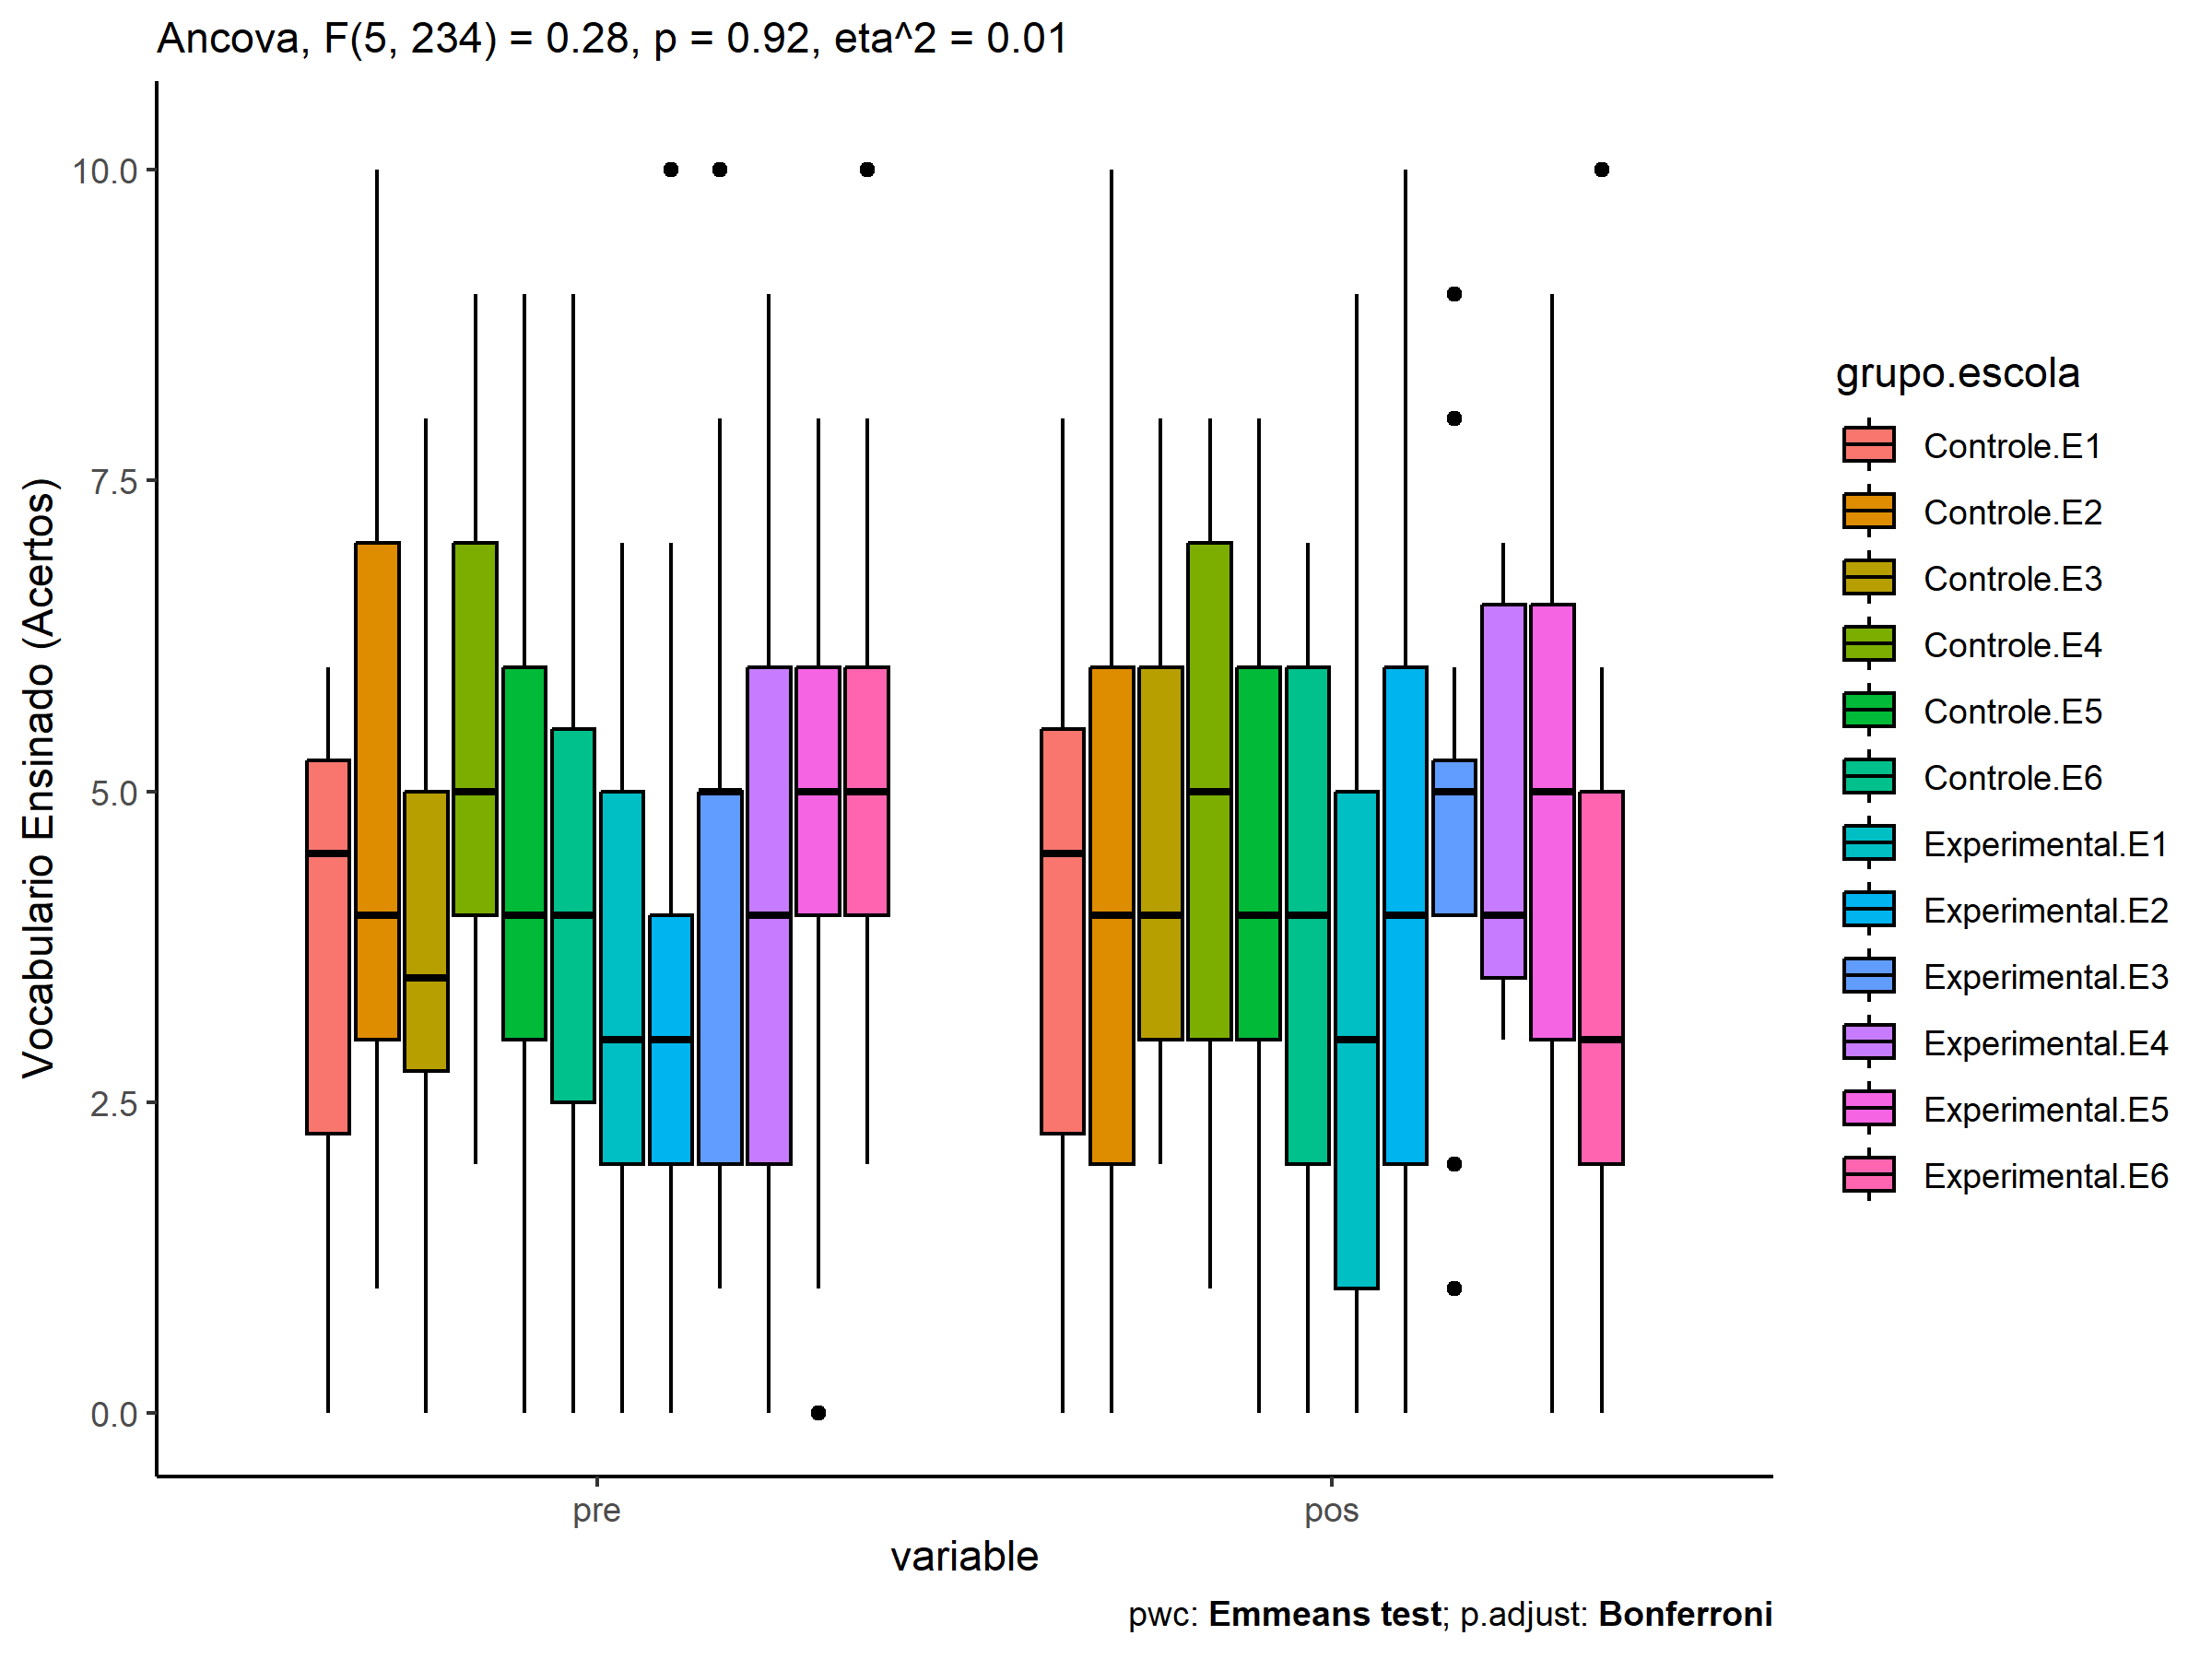 Ancova, F(5, 234) = 0.28, p = 0.92, eta^2 = 0.01
Vocabulario Ensinado (Acertos)
10.0
7.5
5.0
2.5
0.0
pre
pos
variable
grupo.escola
Controle.E1
Controle.E2
Controle.E3
Controle.E4
Controle.E5
Controle.E6
Experimental.E1
Experimental.E2
Experimental.E3
Experimental.E4
Experimental.E5
Experimental.E6
pwc: Emmeans test; p.adjust: Bonferroni